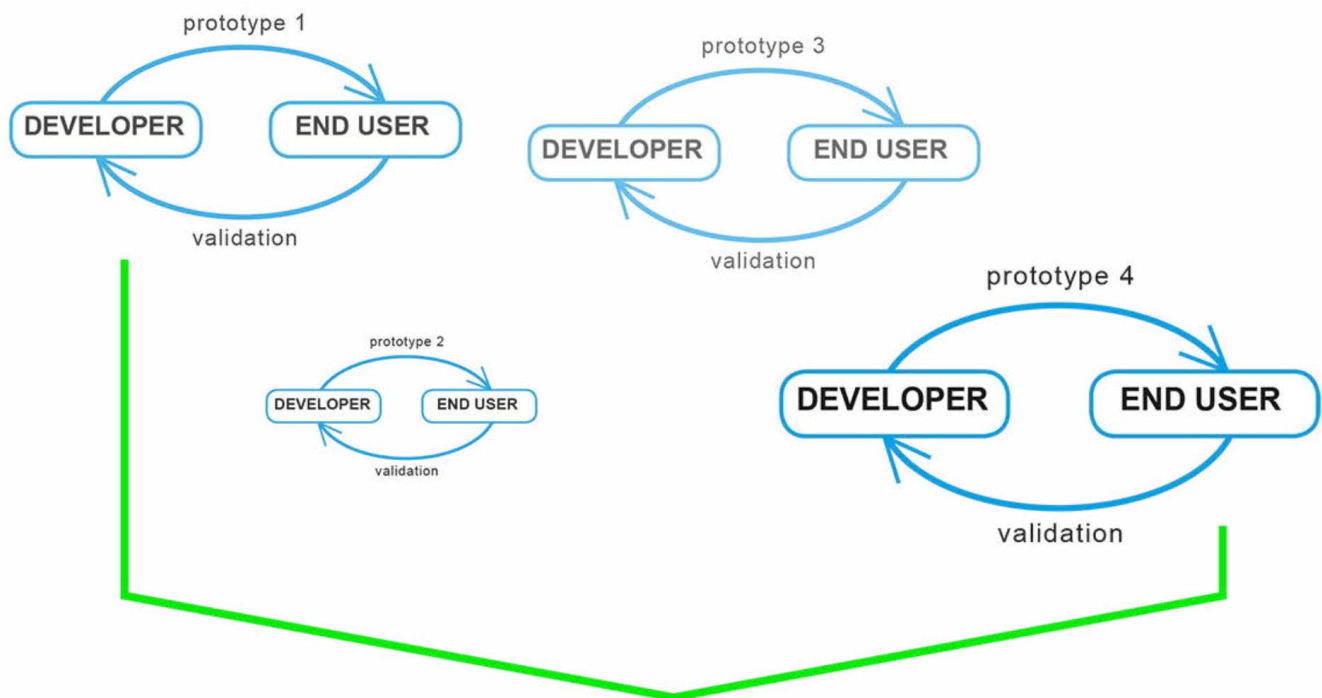 prototype 1
DEVELOPER
END USER
validation
prototype 3
DEVELOPER
END USER
validation
prototype 2
DEVELOPER
END USER
validation
prototype 4
DEVELOPER
END USER
validation